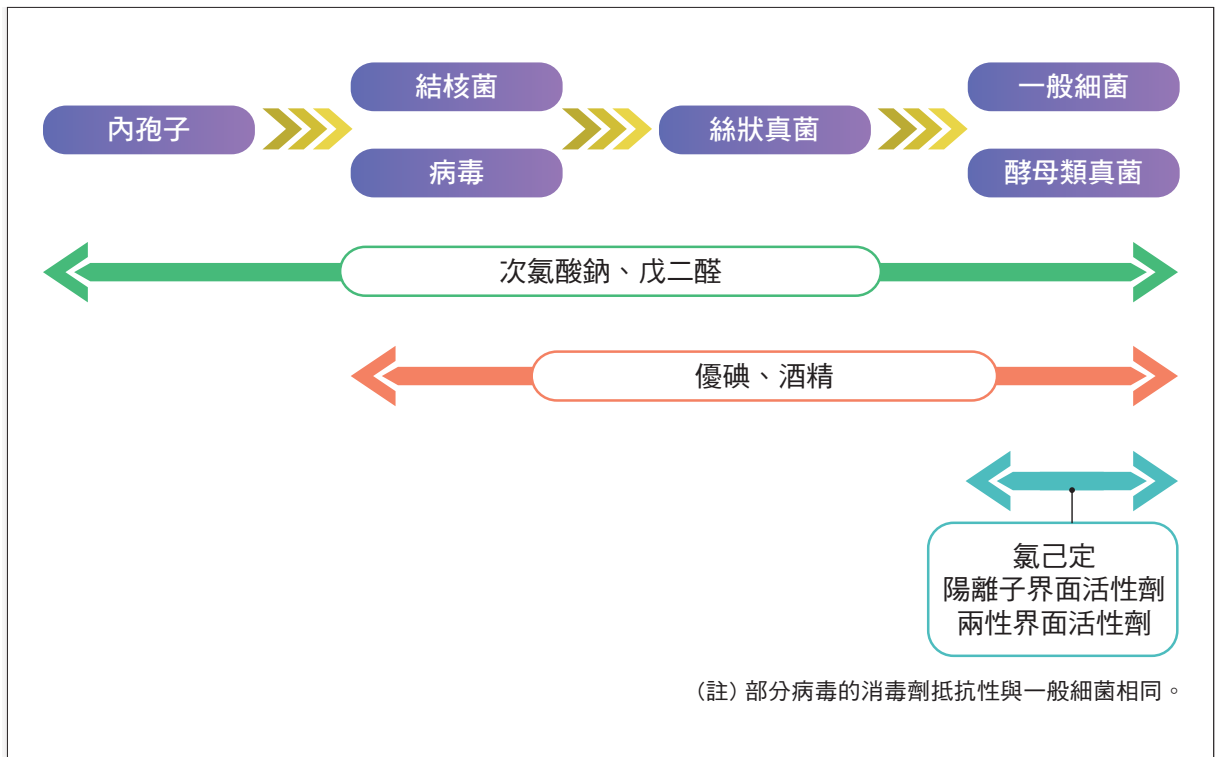 結核菌
一般細菌
內孢子
絲狀真菌
病毒
酵母類真菌
次氯酸鈉、戊二醛
優碘、酒精
氯己定
陽離子界面活性劑
兩性界面活性劑
（註）部分病毒的消毒劑抵抗性與一般細菌相同。